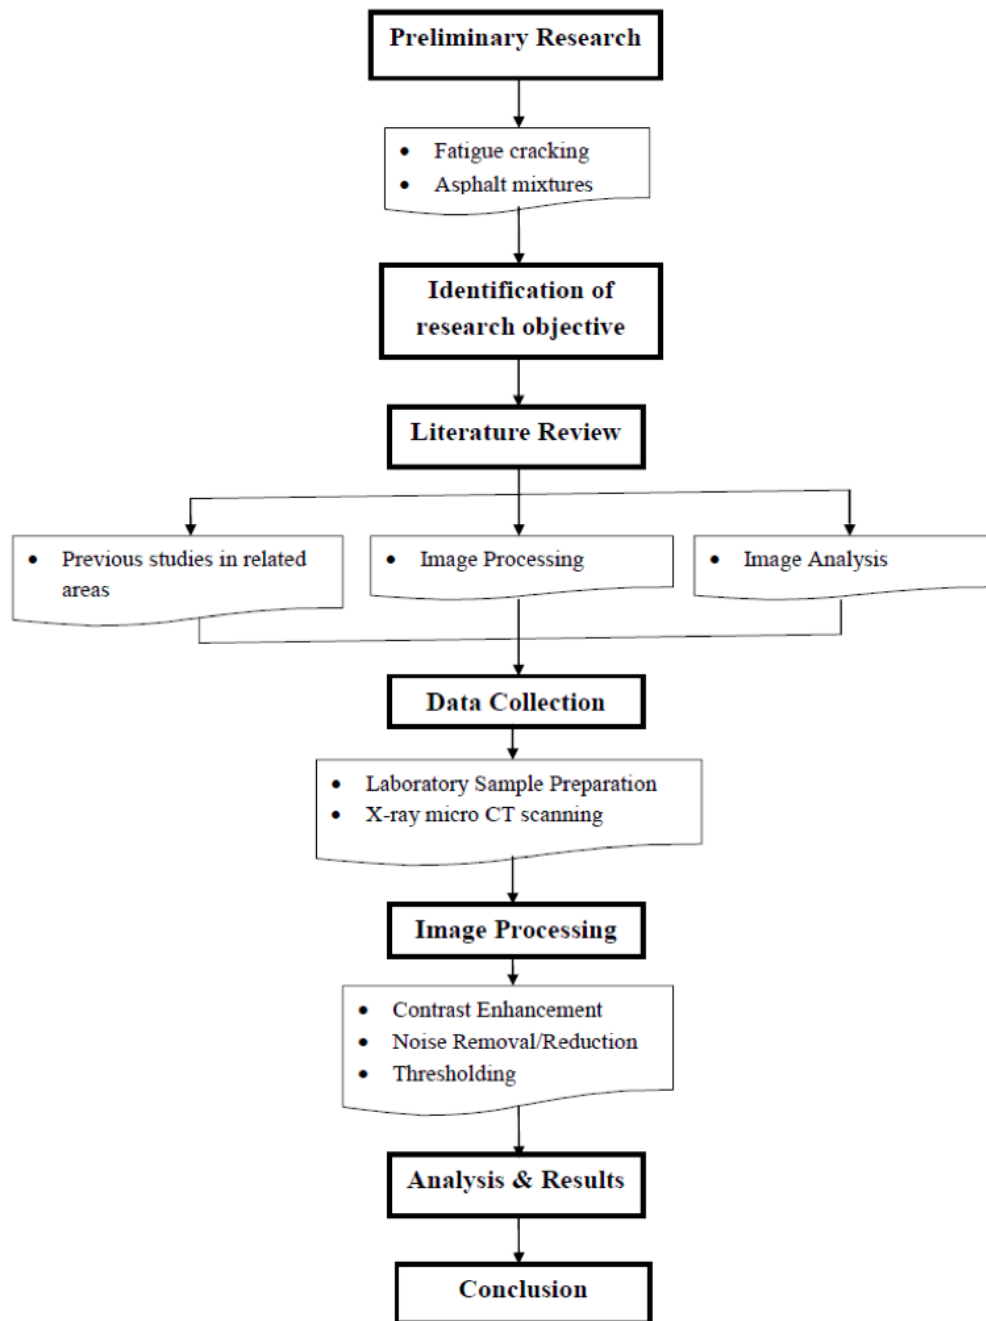 Preliminary Research
• Fatigue cracking
• Asphalt mixtures
Identification of
research objective
Literature Review
• Previous studies in related
areas
• Image Processing
• Image Analysis
Data Collection
• Laboratory Sample Preparation
• X-ray micro CT scanning
Image Processing
• Contrast Enhancement
• Noise Removal/Reduction
• Thresholding
Analysis & Results
Conclusion